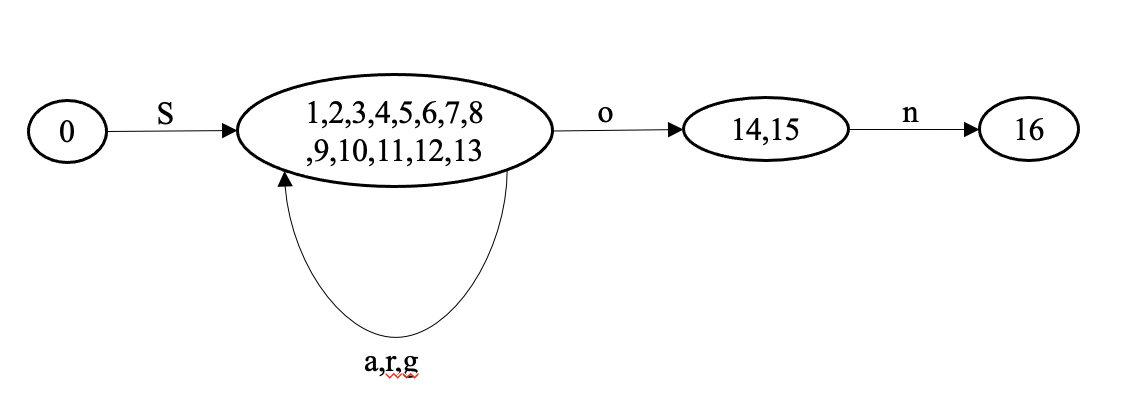 S
o
n
0
1,2,3,4,5,6,7,8
,9,10,11,12,13
14,15
16
a,r,g